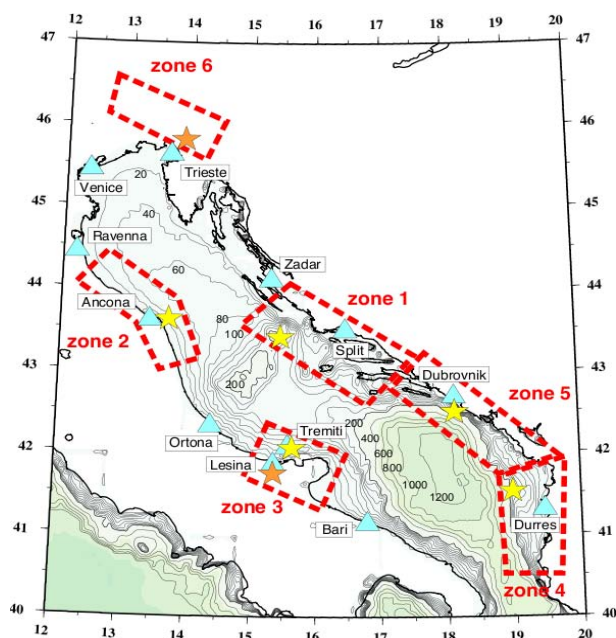 12 13 14 15 16 17 18 19 20
47
47
zone 6
46
46
20
Trieste
Venice
45
45
40
Ravenna
Zadar
60
44
44
zone 1
Ancona
80
100
zone 2
Split
43
43
Dubrovnik
zone 5
200
200
400
Ortona
Tremiti
600
42
42
Lesina
800
1000
1200
zone 3
Bari
Durres
41
41
zone 4
40
40
12 13 14 15 16 17 18 19 20